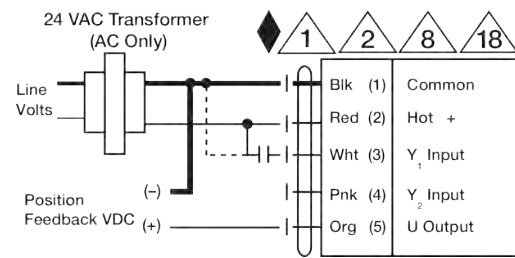 24 VAC Transformer
(AC Only)
1
2
8
18
Line
Volts
Blk (1) Common
Red (2) Hot +
Wht (3) Y₁ Input
Pnk (4) Y₂ Input
Org (5) U Output
Position
Feedback VDC
(–)
(+)